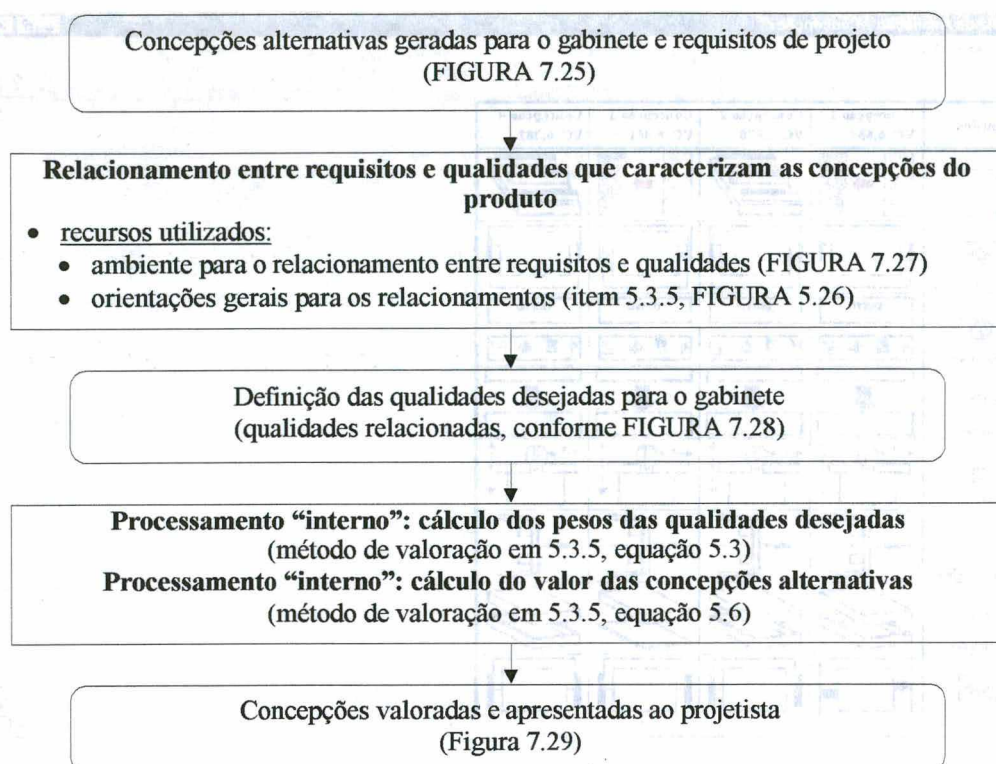 Concepções alternativas geradas para o gabinete e requisitos de projeto
(FIGURA 7.25)
Relacionamento entre requisitos e qualidades que caracterizam as concepções do
produto
• recursos utilizados:
• ambiente para o relacionamento entre requisitos e qualidades (FIGURA 7.27)
• orientações gerais para os relacionamentos (item 5.3.5, FIGURA 5.26)
Definição das qualidades desejadas para o gabinete
(qualidades relacionadas, conforme FIGURA 7.28)
Processamento “interno”: cálculo dos pesos das qualidades desejadas
(método de valoração em 5.3.5, equação 5.3)
Processamento “interno”: cálculo do valor das concepções alternativas
(método de valoração em 5.3.5, equação 5.6)
Concepções valoradas e apresentadas ao projetista
(Figura 7.29)